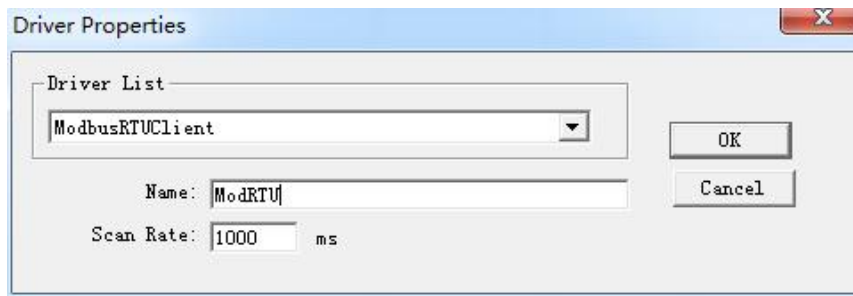 Driver Properties
X
Driver List
ModbusRTUClient
OK
Name: ModRTU
Cancel
Scan Rate: 1000 ms